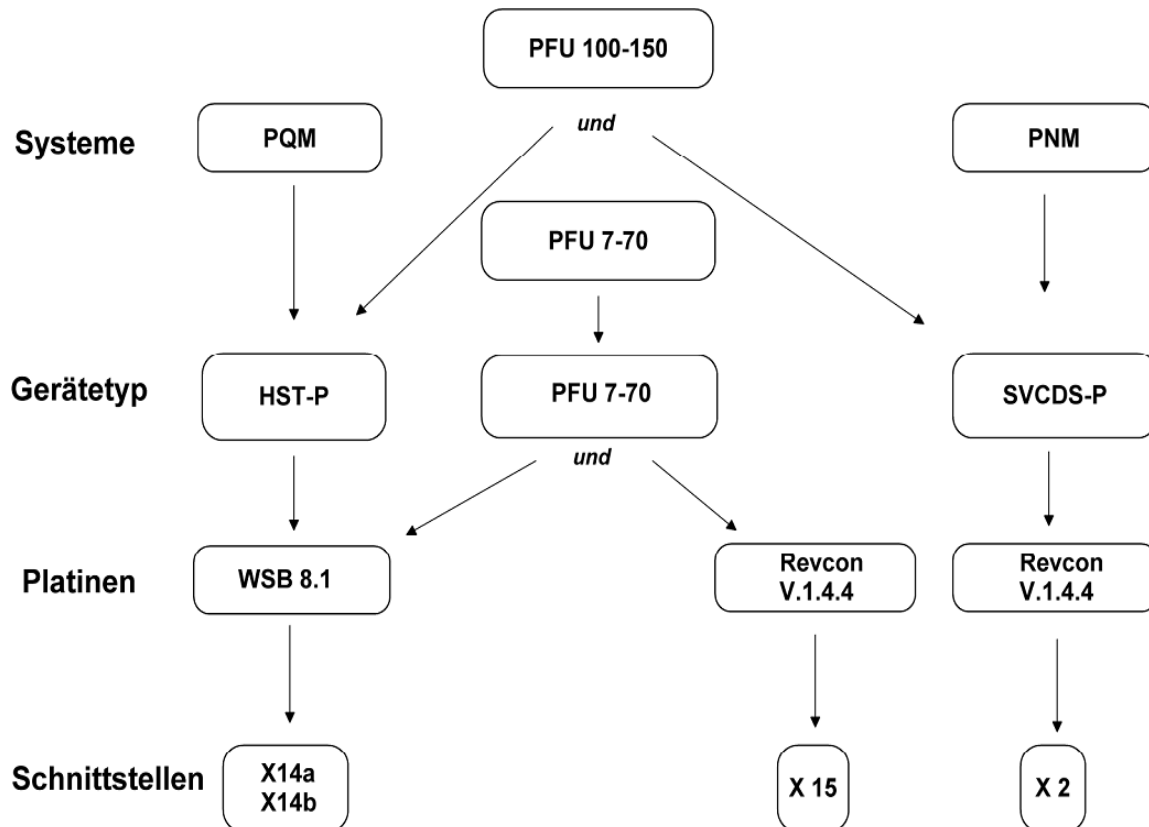 PFU 100-150
Systeme
PQM
und
PNM
PFU 7-70
Gerätetyp
HST-P
PFU 7-70
SVCDS-P
und
Platinen
WSB 8.1
Revcon
V.1.4.4
Revcon
V.1.4.4
Schnittstellen
X14a
X14b
X 15
X 2